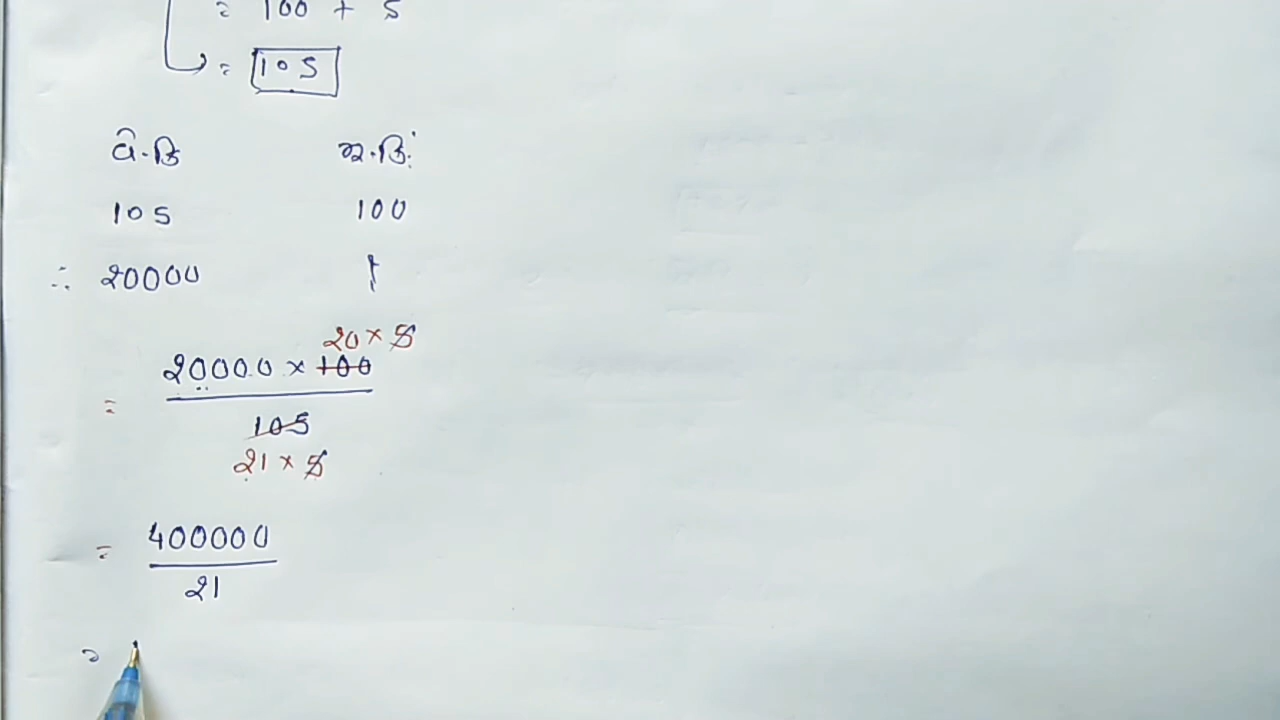 = 100 + 5
= 105
વે.કિં અ.કિં.
105 100
∴ 20000 ?
20 × 5
= 20000 × 100
105
21 × 5
= 400000
21
=